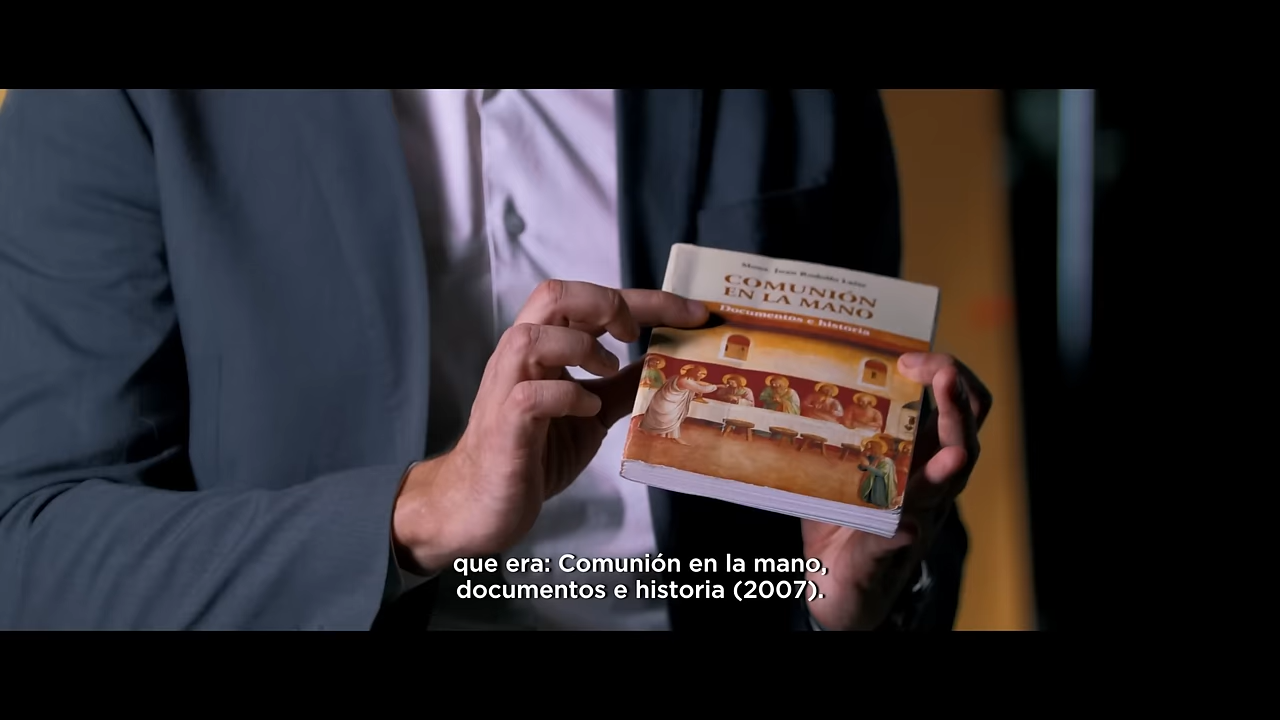 Mons. Juan Rodolfo Laise
COMUNIÓN
EN LA MANO
Documentos e historia
que era: Comunión en la mano,
documentos e historia (2007).